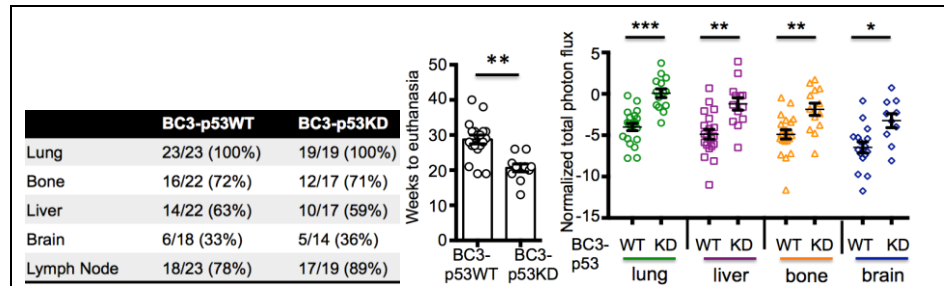 BC3-p53WT BC3-p53KD
Lung 23/23 (100%) 19/19 (100%)
Bone 16/22 (72%) 12/17 (71%)
Liver 14/22 (63%) 10/17 (59%)
Brain 6/18 (33%) 5/14 (36%)
Lymph Node 18/23 (78%) 17/19 (89%)
Weeks to euthanasia
**
50
40
30
20
10
0
BC3-
p53WT
BC3-
p53KD
Normalized total photon flux
*** ** ** *
5
0
-5
-10
-15
BC3-
p53
WT KD WT KD WT KD WT KD
lung liver bone brain